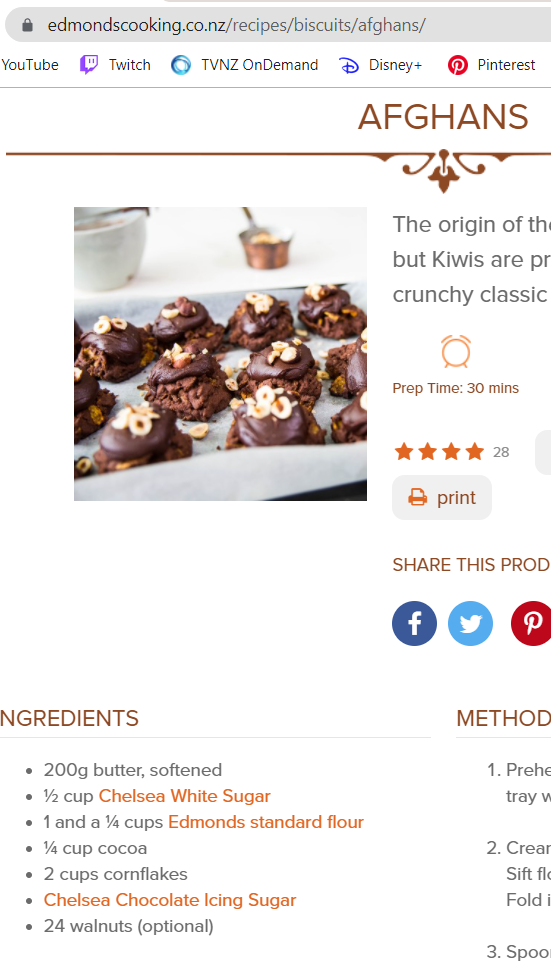 edmondscooking.co.nz/recipes/biscuits/afghans/
YouTube Twitch TVNZ OnDemand Disney+ Pinterest
AFGHANS
The origin of the
but Kiwis are pr
crunchy classic
Prep Time: 30 mins
28
print
SHARE THIS PROD
NGREDIENTS
200g butter, softened
½ cup Chelsea White Sugar
1 and a ¼ cups Edmonds standard flour
¼ cup cocoa
2 cups cornflakes
Chelsea Chocolate Icing Sugar
24 walnuts (optional)
METHOD
1. Prehe
tray w
2. Crear
Sift flo
Fold i
3. Spoo